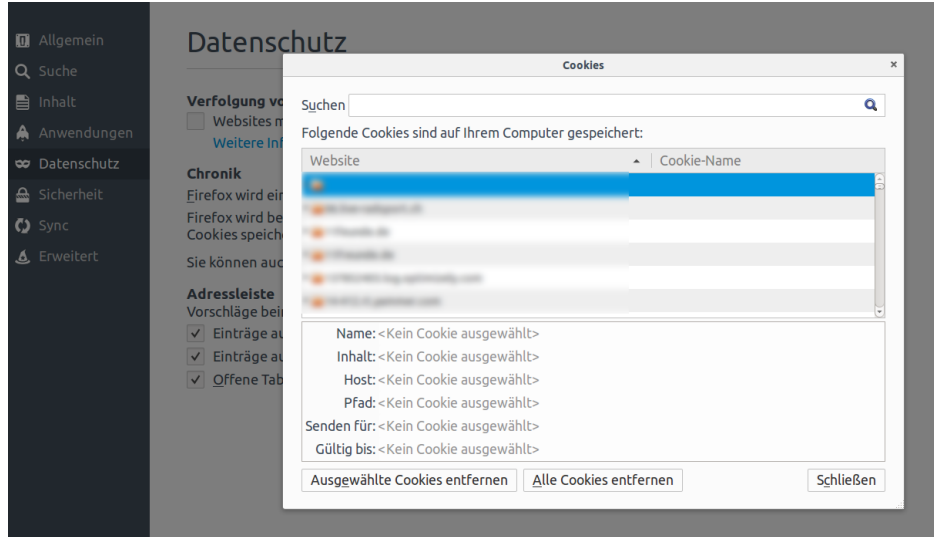 Allgemein
Suche
Inhalt
Anwendungen
Datenschutz
Sicherheit
Sync
Erweitert
Datenschutz
Verfolgung vo
Websites m
Weitere Inf
Chronik
Firefox wird ein
Firefox wird be
Cookies speich
Sie können auc
Adressleiste
Vorschläge bei
Einträge au
Einträge au
Offene Tab
Cookies
×
Suchen
Folgende Cookies sind auf Ihrem Computer gespeichert:
Website Cookie-Name
Name: <Kein Cookie ausgewählt>
Inhalt: <Kein Cookie ausgewählt>
Host: <Kein Cookie ausgewählt>
Pfad: <Kein Cookie ausgewählt>
Senden für: <Kein Cookie ausgewählt>
Gültig bis: <Kein Cookie ausgewählt>
Ausgewählte Cookies entfernen Alle Cookies entfernen Schließen